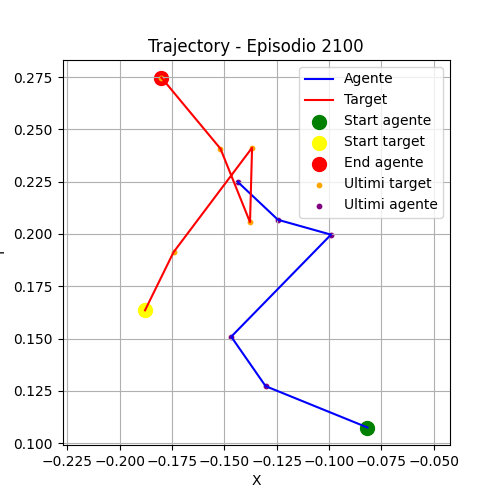 Trajectory - Episodio 2100
Agente
Target
Start agente
Start target
End agente
Ultimi target
Ultimi agente
0.275
0.250
0.225
0.200
0.175
0.150
0.125
0.100
−0.225 −0.200 −0.175 −0.150 −0.125 −0.100 −0.075 −0.050
X